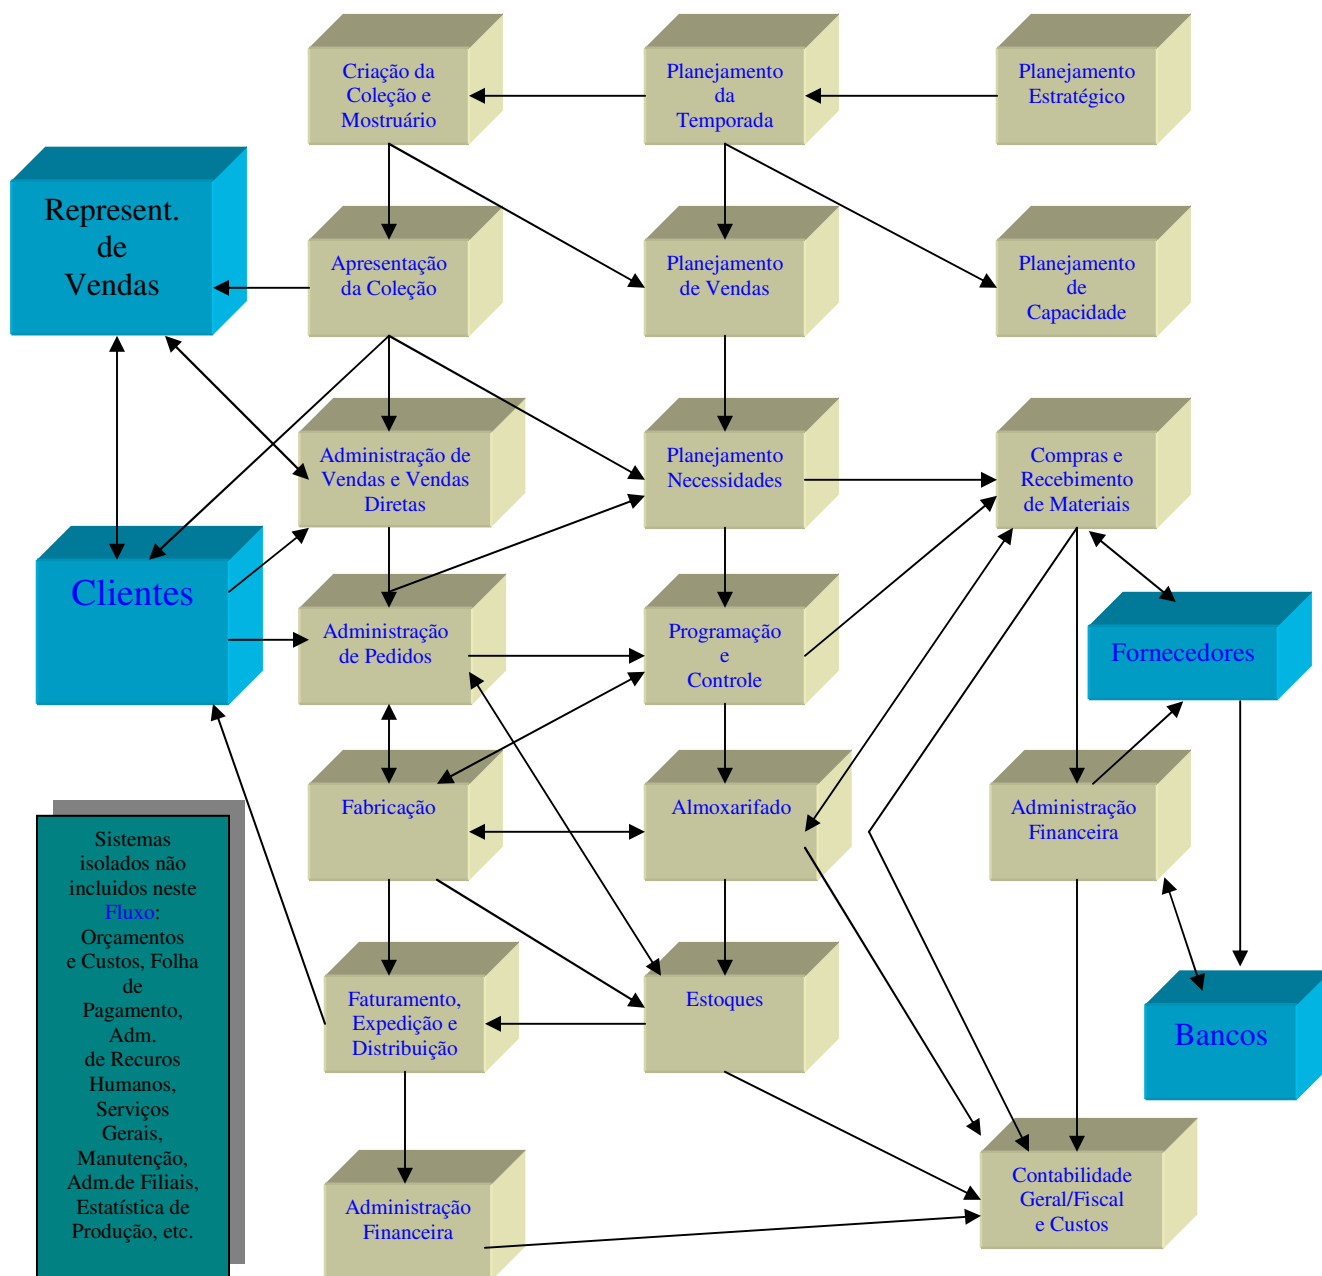 Criação da
Coleção e
Mostruário
Planejamento
da
Temporada
Planejamento
Estratégico
Represent.
de
Vendas
Apresentação
da Coleção
Planejamento
de Vendas
Planejamento
de
Capacidade
Administração de
Vendas e Vendas
Diretas
Planejamento
Necessidades
Compras e
Recebimento
de Materiais
Clientes
Administração
de Pedidos
Programação
e
Controle
Fornecedores
Fabricação
Almoxarifado
Administração
Financeira
Sistemas
isolados não
incluidos neste
Fluxo:
Orçamentos
e Custos, Folha
de
Pagamento,
Adm.
de Recuros
Humanos,
Serviços
Gerais,
Manutenção,
Adm.de Filiais,
Estatística de
Produção, etc.
Faturamento,
Expedição e
Distribuição
Estoques
Bancos
Administração
Financeira
Contabilidade
Geral/Fiscal
e Custos